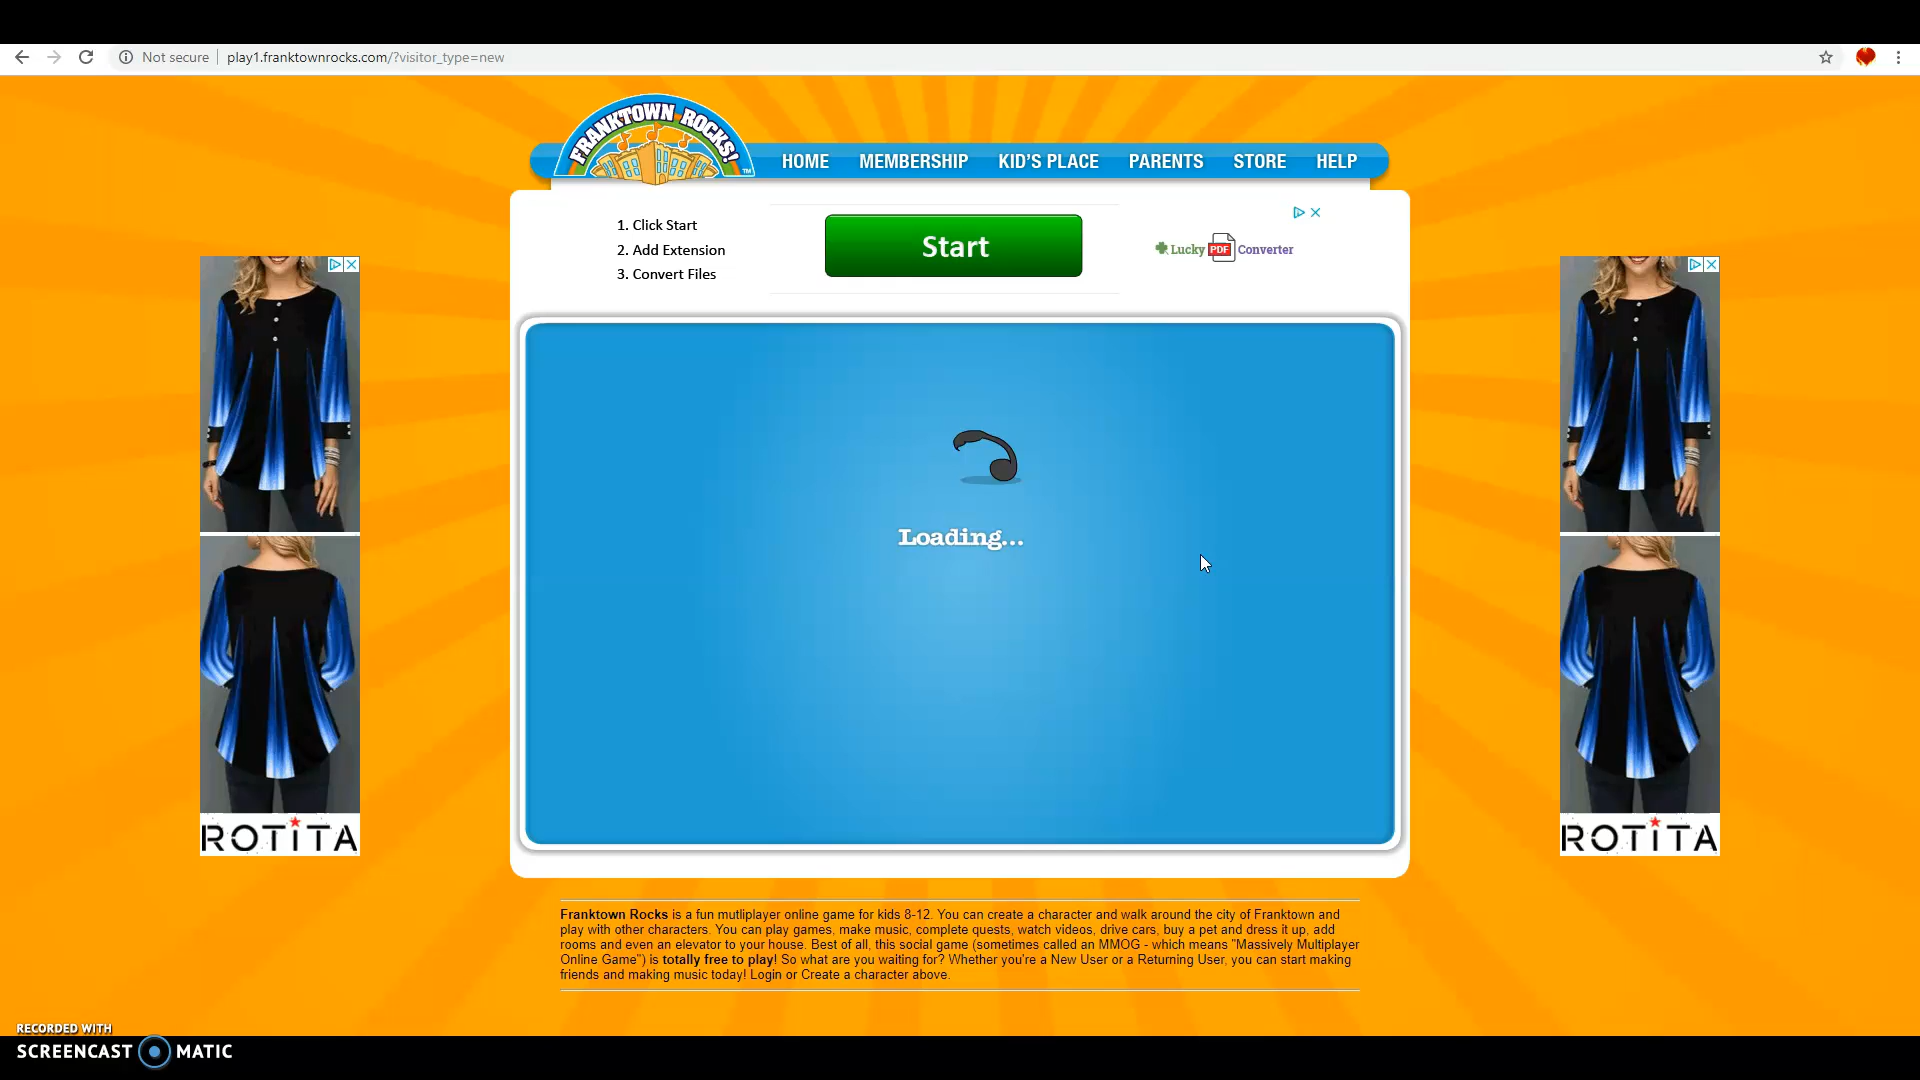 Not secure
play1.franktownrocks.com/?visitor_type=new
FRANKTOWN ROCKS!
TM
HOME MEMBERSHIP KID'S PLACE PARENTS STORE HELP
1. Click Start
2. Add Extension
3. Convert Files
Start
Lucky PDF Converter
Loading...
ROTITA
ROTITA
Franktown Rocks is a fun mutliplayer online game for kids 8-12. You can create a character and walk around the city of Franktown and
play with other characters. You can play games, make music, complete quests, watch videos, drive cars, buy a pet and dress it up, add
rooms and even an elevator to your house. Best of all, this social game (sometimes called an MMOG - which means "Massively Multiplayer
Online Game") is totally free to play! So what are you waiting for? Whether you're a New User or a Returning User, you can start making
friends and making music today! Login or Create a character above.
RECORDED WITH
SCREENCAST MATIC